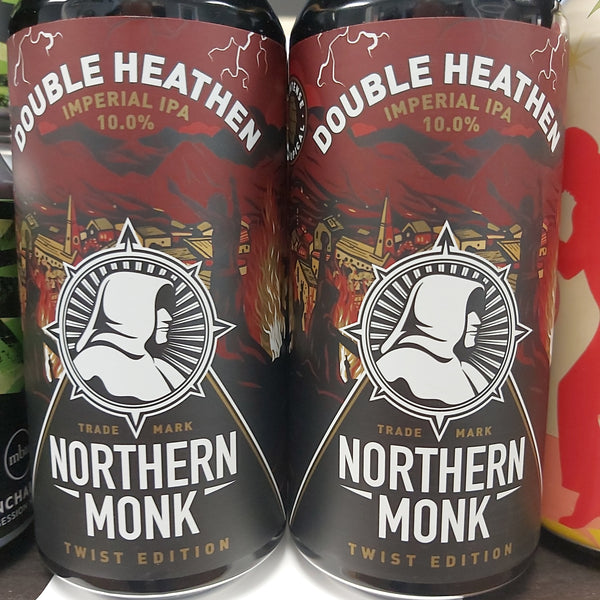 DOUBLE HEATHEN
IMPERIAL IPA
10.0%
TRADE MARK
NORTHERN
MONK
TWIST EDITION
DOUBLE HEATHEN
IMPERIAL IPA
10.0%
TRADE MARK
NORTHERN
MONK
TWIST EDITION